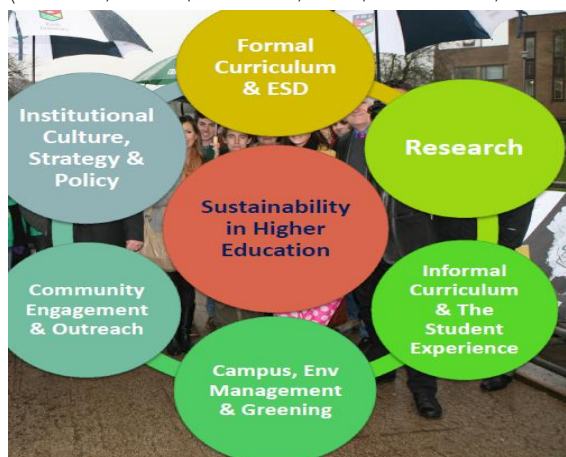 Formal
Curriculum
& ESD
Research
Informal
Curriculum
& The
Student
Experience
Campus, Env
Management
& Greening
Community
Engagement
& Outreach
Institutional
Culture,
Strategy &
Policy
Sustainability
in Higher
Education